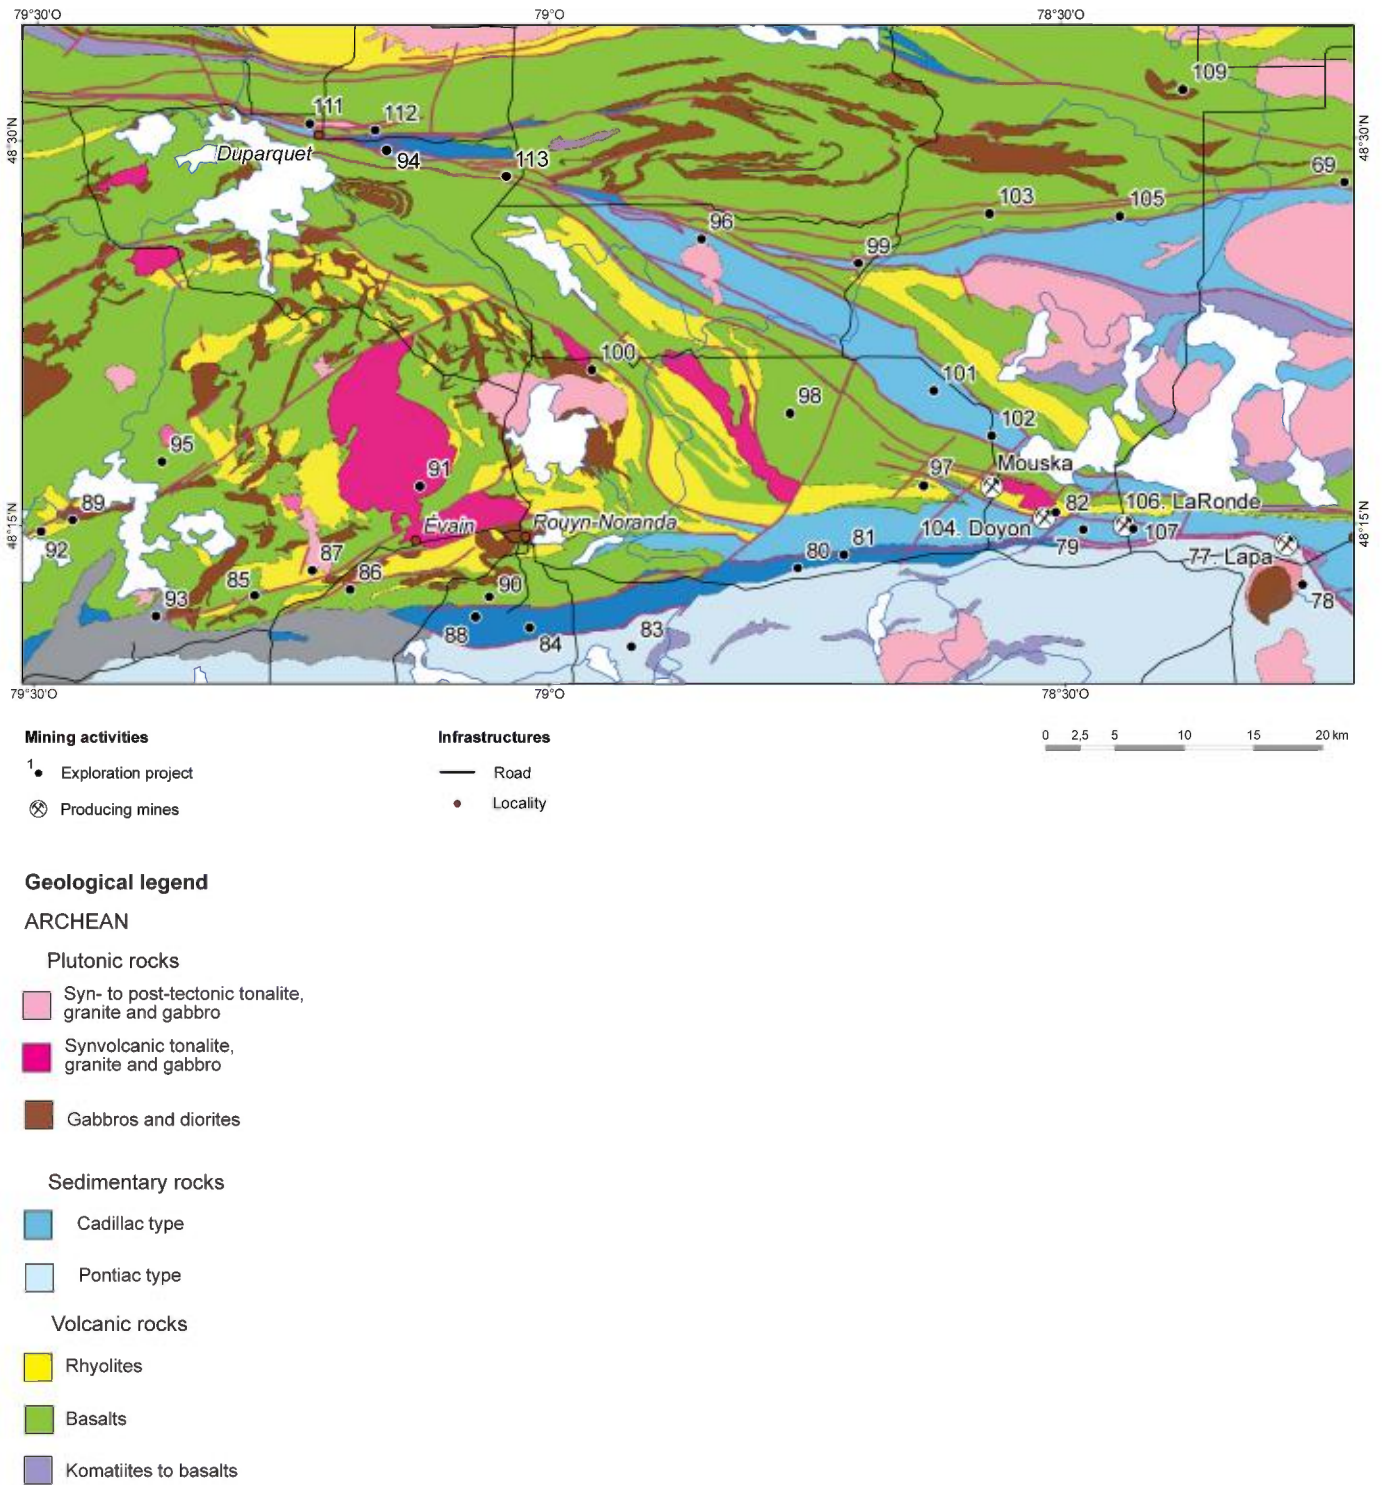 79°30'O
79°O
78°30'O
109
111
112
48°30'N
48°30'N
Duparquet
94
113
69
103
105
96
99
100
101
98
102
95
91
97
Mouska
89
82
106. LaRonde
48°15'N
48°15'N
Évain
Rouyn-Noranda
104. Doyon
107
92
81
79
80
77. Lapa
87
86
85
90
78
93
88
84
83
79°30'O
79°O
78°30'O
Mining activities
1
Exploration project
Producing mines
Infrastructures
Road
Locality
0 2,5 5 10 15 20 km
Geological legend
ARCHEAN
Plutonic rocks
Syn- to post-tectonic tonalite,
granite and gabbro
Synvolcanic tonalite,
granite and gabbro
Gabbros and diorites
Sedimentary rocks
Cadillac type
Pontiac type
Volcanic rocks
Rhyolites
Basalts
Komatiites to basalts